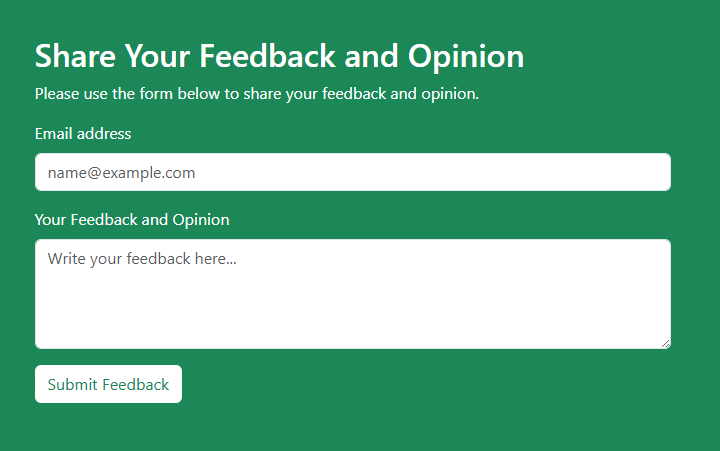 Share Your Feedback and Opinion
Please use the form below to share your feedback and opinion.
Email address
name@example.com
Your Feedback and Opinion
Write your feedback here...
Submit Feedback